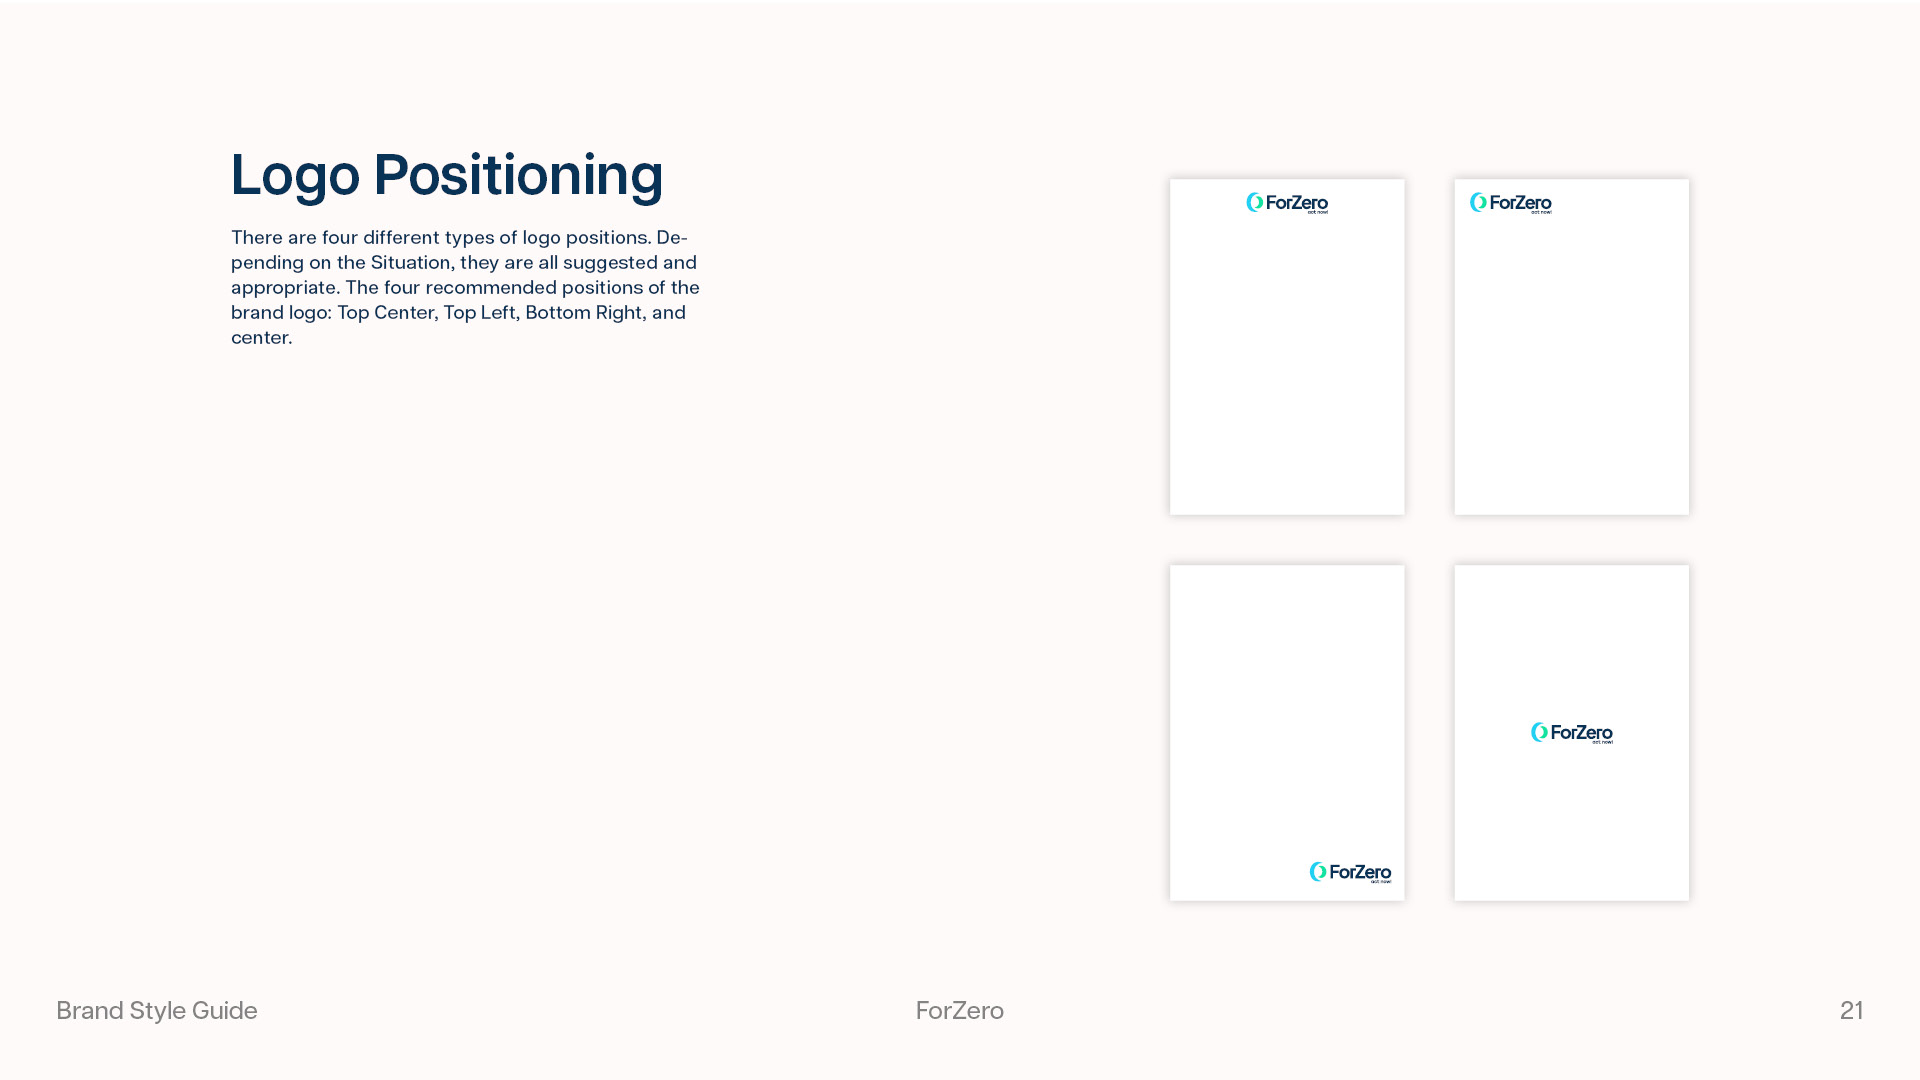 Logo Positioning
There are four different types of logo positions. De-
pending on the Situation, they are all suggested and
appropriate. The four recommended positions of the
brand logo: Top Center, Top Left, Bottom Right, and
center.
ForZero
act now!
ForZero
act now!
ForZero
act now!
ForZero
act now!
Brand Style Guide
ForZero
21